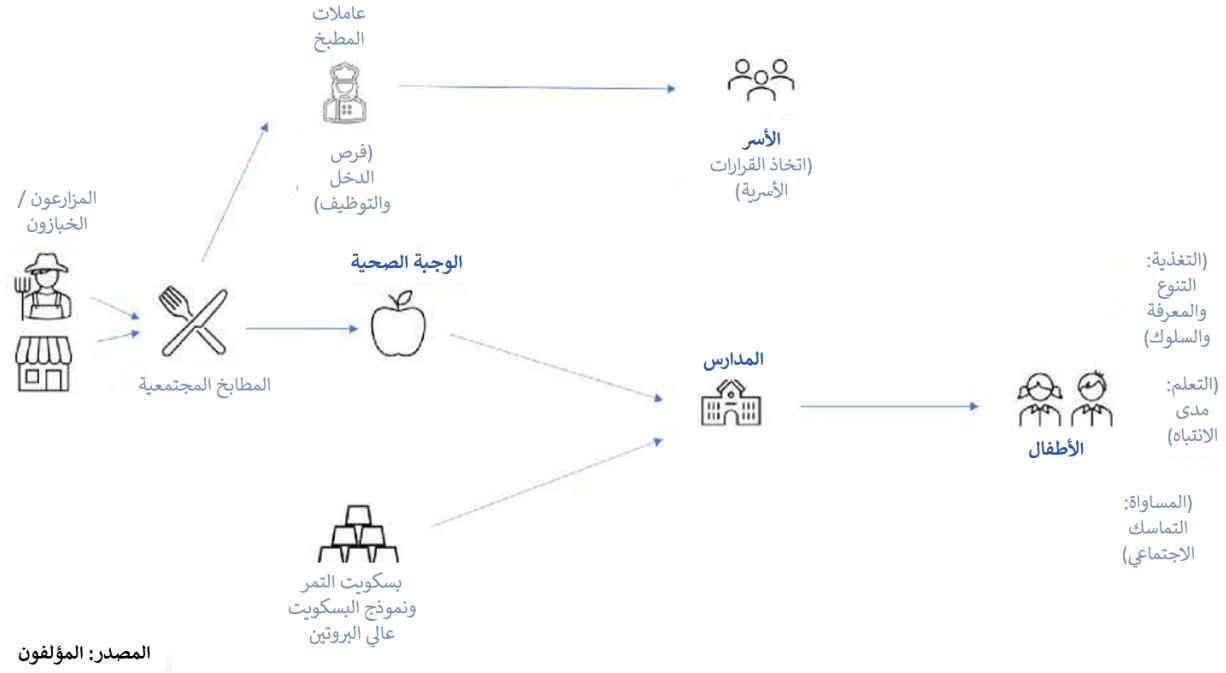 عاملات
المطبخ
(فرص
الدخل
والتوظيف)
الأسر
(اتخاذ القرارات
الأسرية)
المزارعون /
الخبازون
المطابخ المجتمعية
الوجبة الصحية
بسكويت التمر
ونموذج البسكويت
عالي البروتين
المدارس
الأطفال
(التغذية:
التنوع
والمعرفة
والسلوك)
(التعلم:
مدى
الانتباه)
(المساواة:
التماسك
الاجتماعي)
المصدر: المؤلفون